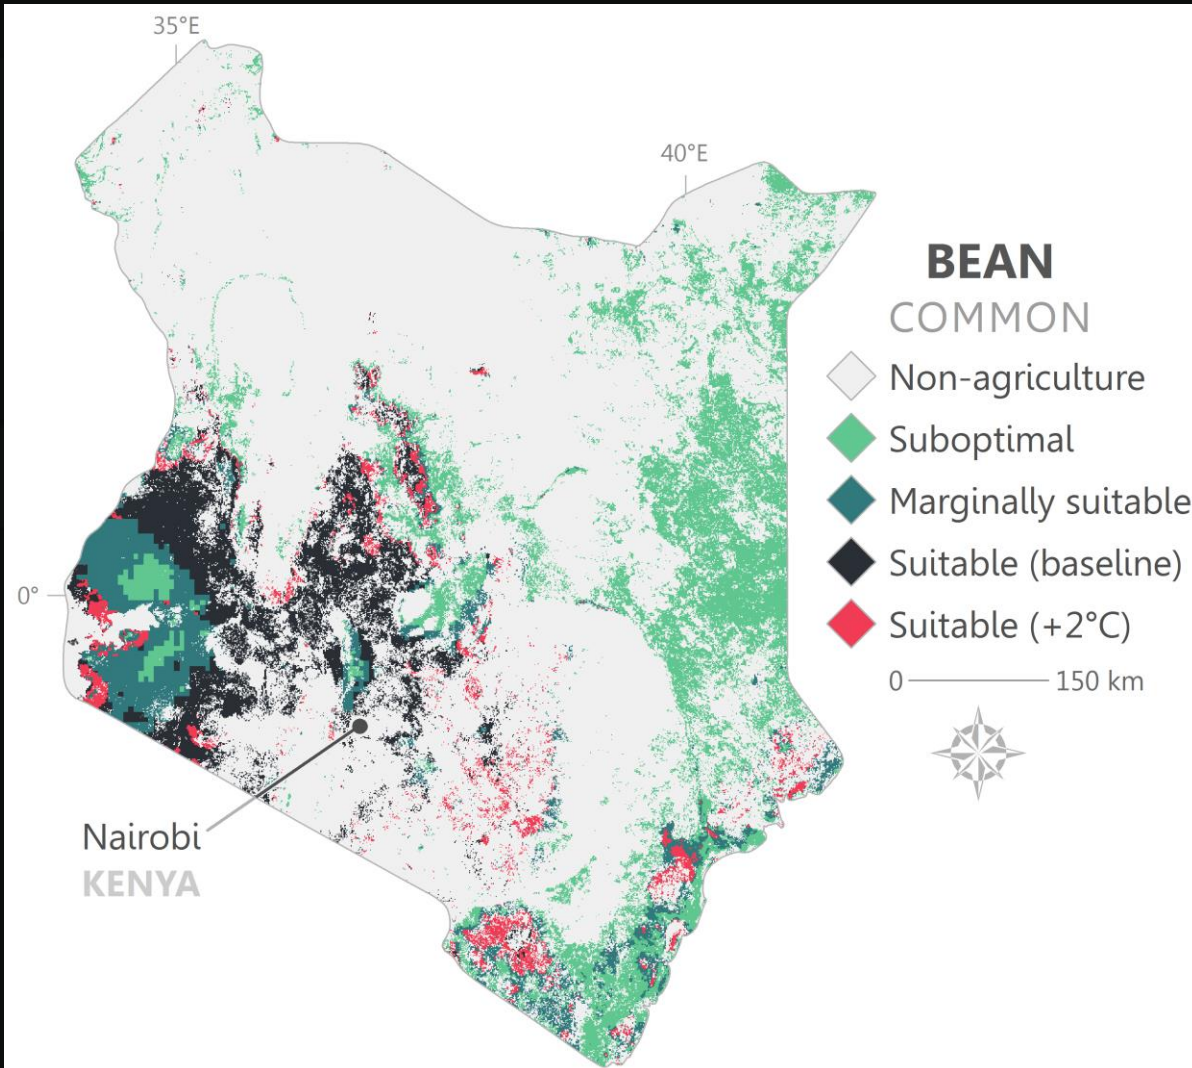 35°E
40°E
BEAN
COMMON
Non-agriculture
Suboptimal
Marginally suitable
Suitable (baseline)
0°
Suitable (+2°C)
0
150 km
Nairobi
KENYA